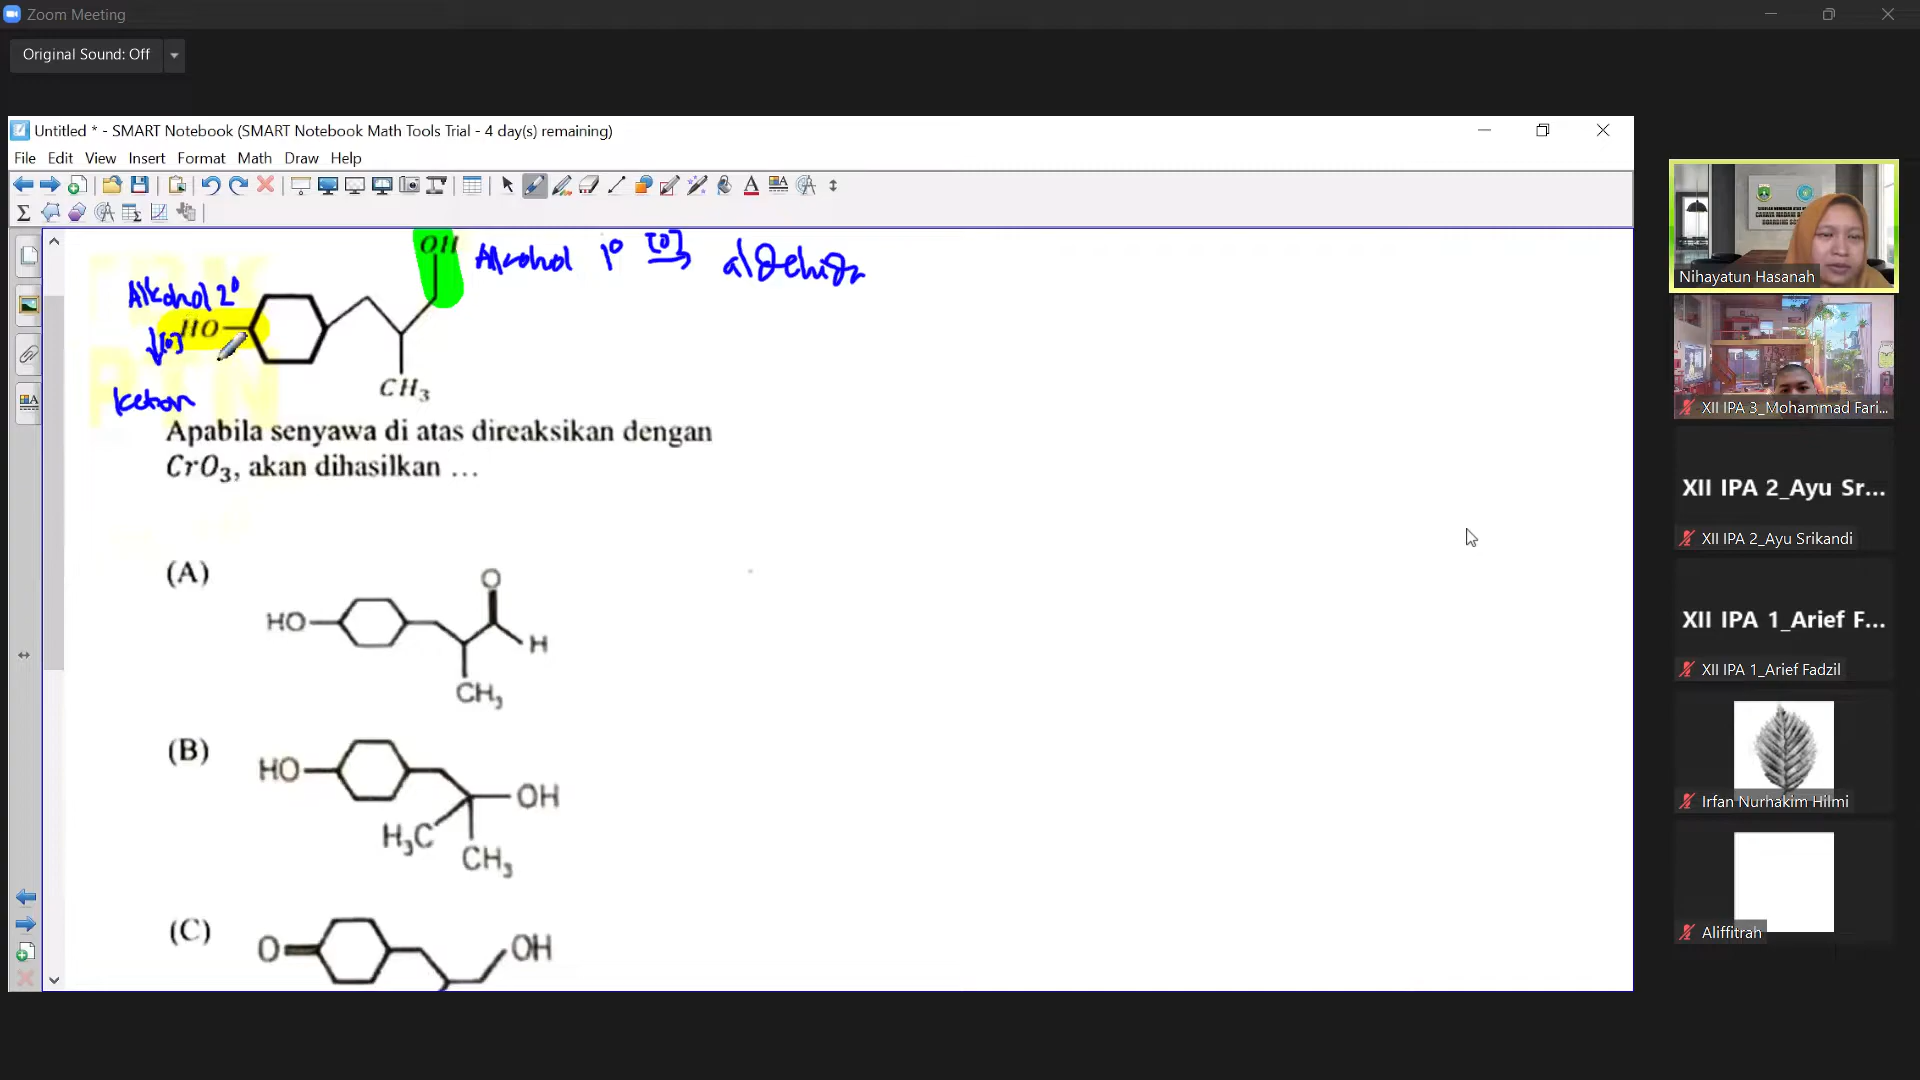 Zoom Meeting
Original Sound: Off
Untitled * - SMART Notebook (SMART Notebook Math Tools Trial - 4 day(s) remaining)
File Edit View Insert Format Math Draw Help
OH
Alkohol 1° [O] aldehida
Alkohol 2°
HO
[O]
keton
CH3
Apabila senyawa di atas direaksikan dengan
CrO3, akan dihasilkan ...
(A)
O
HO
H
CH3
(B)
HO
OH
H3C
CH3
(C)
O
OH
Nihayatun Hasanah
XII IPA 3_Mohammad Fari...
XII IPA 2_Ayu Sr...
XII IPA 2_Ayu Srikandi
XII IPA 1_Arief F...
XII IPA 1_Arief Fadzil
Irfan Nurhakim Hilmi
Aliffitrah